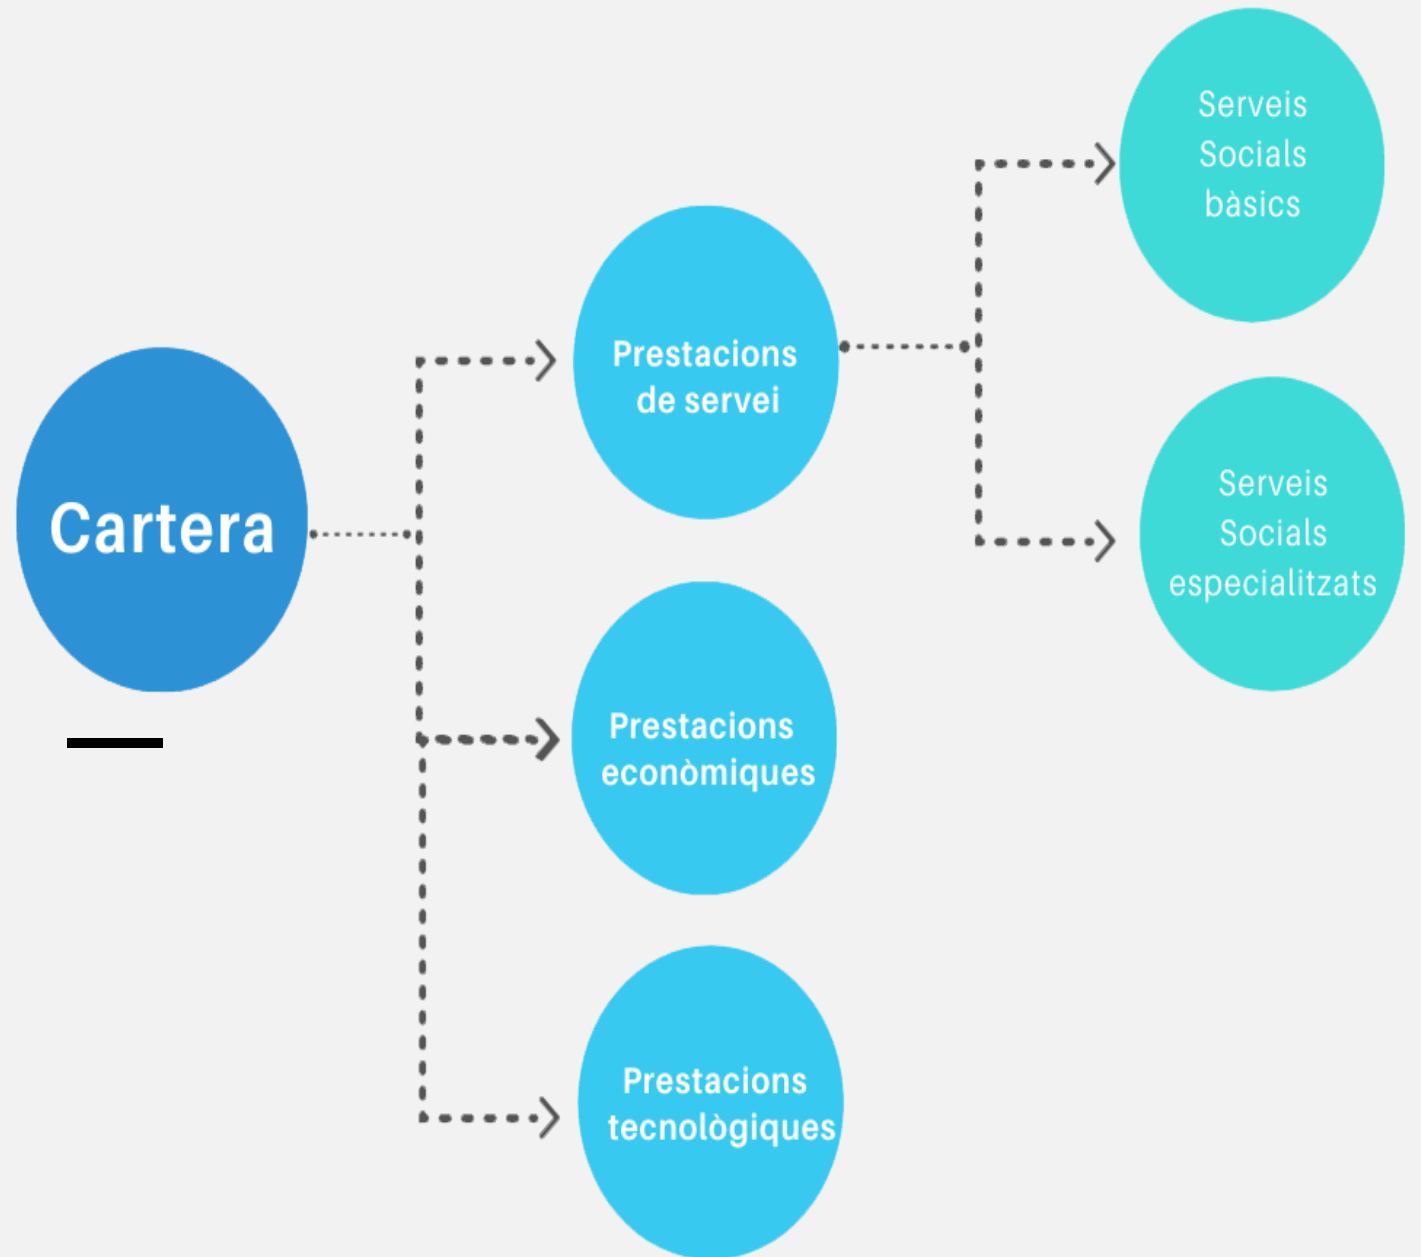 Cartera
Prestacions
de servei
Prestacions
econòmiques
Prestacions
tecnològiques
Serveis
Socials
bàsics
Serveis
Socials
especialitzats